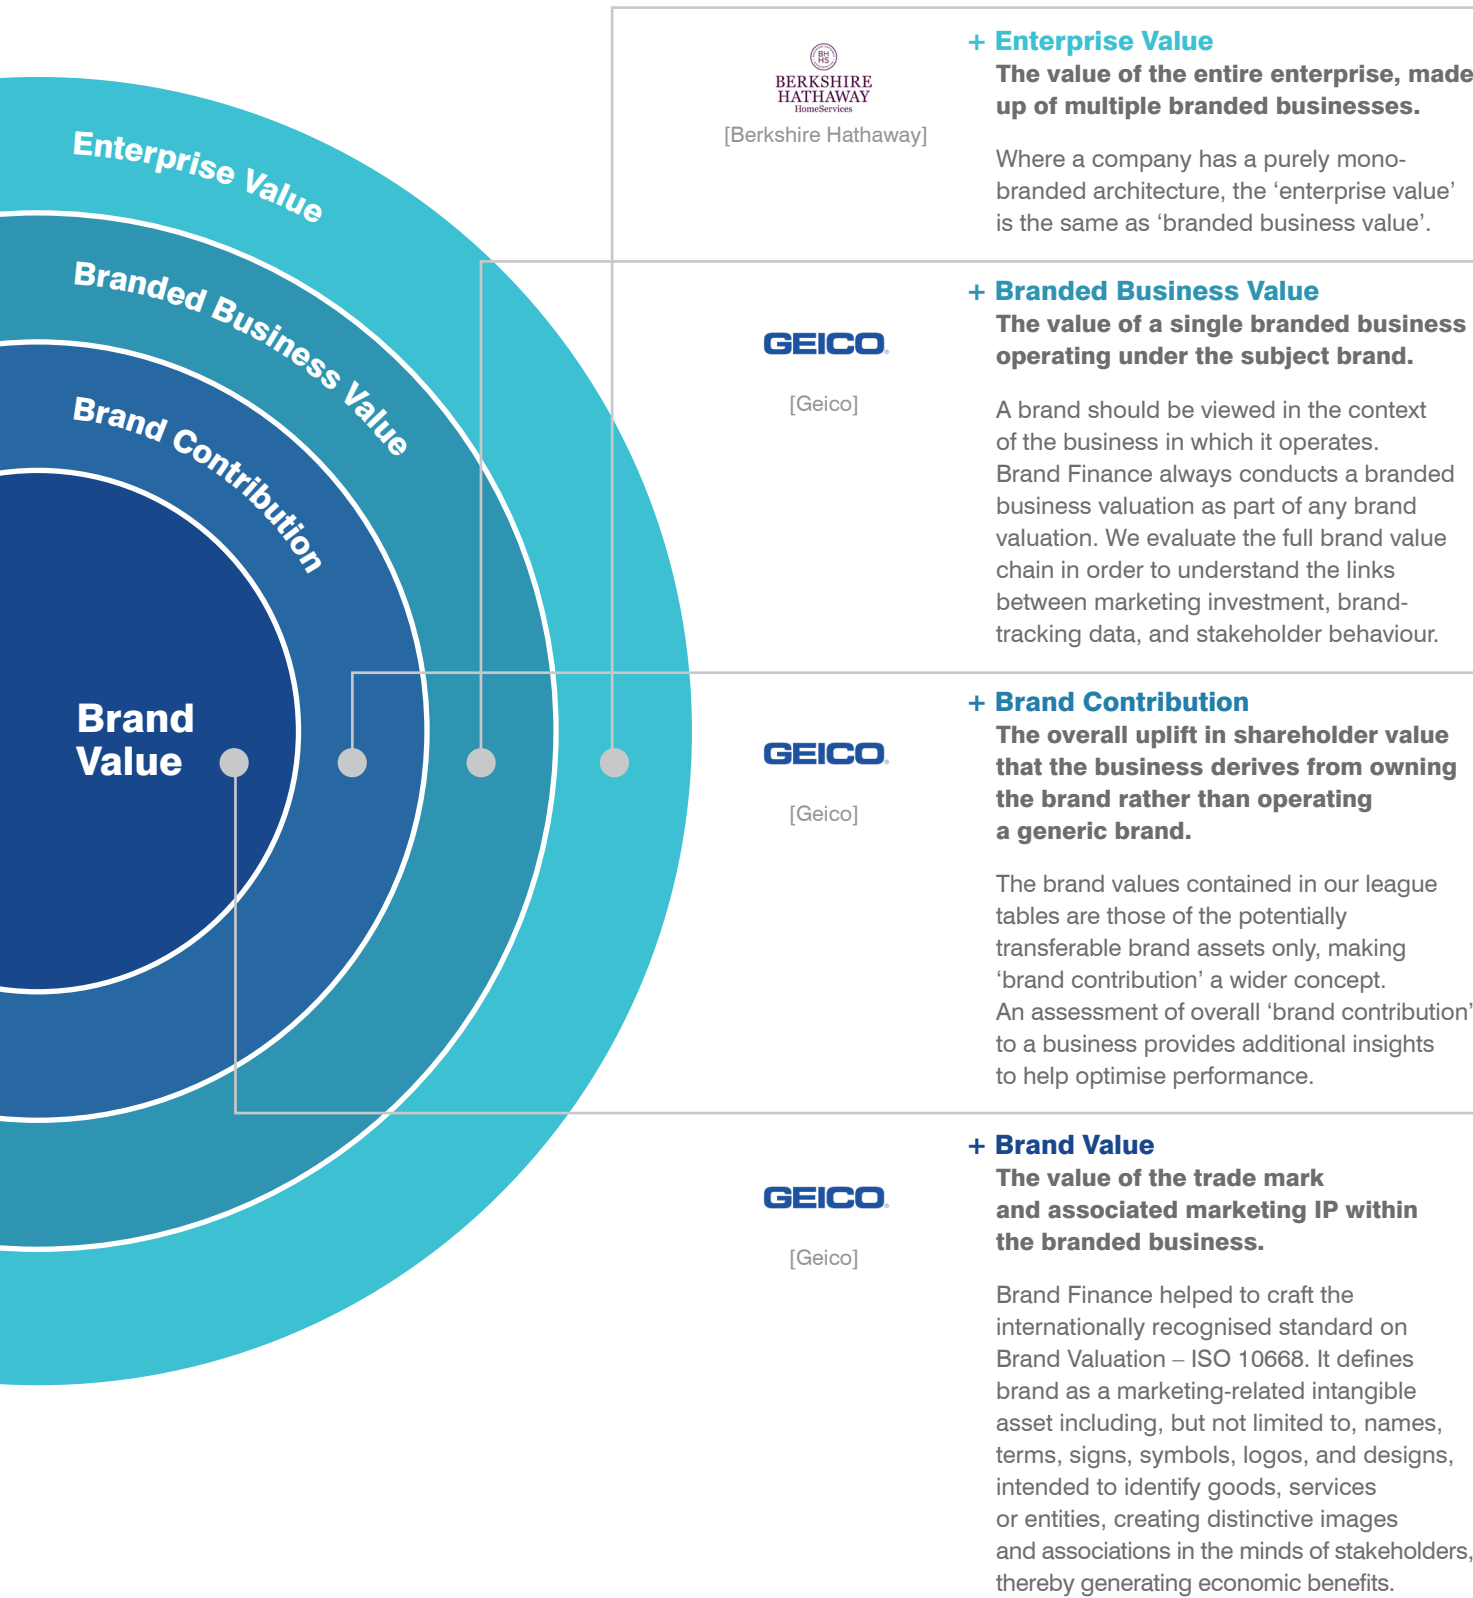 Enterprise Value
Branded Business Value
Brand Contribution
Brand
Value
BH
HS
BERKSHIRE
HATHAWAY
HomeServices
[Berkshire Hathaway]
+ Enterprise Value
The value of the entire enterprise, made
up of multiple branded businesses.
Where a company has a purely mono-
branded architecture, the ‘enterprise value’
is the same as ‘branded business value’.
GEICO.
[Geico]
+ Branded Business Value
The value of a single branded business
operating under the subject brand.
A brand should be viewed in the context
of the business in which it operates.
Brand Finance always conducts a branded
business valuation as part of any brand
valuation. We evaluate the full brand value
chain in order to understand the links
between marketing investment, brand-
tracking data, and stakeholder behaviour.
GEICO.
[Geico]
+ Brand Contribution
The overall uplift in shareholder value
that the business derives from owning
the brand rather than operating
a generic brand.
The brand values contained in our league
tables are those of the potentially
transferable brand assets only, making
‘brand contribution’ a wider concept.
An assessment of overall ‘brand contribution’
to a business provides additional insights
to help optimise performance.
GEICO.
[Geico]
+ Brand Value
The value of the trade mark
and associated marketing IP within
the branded business.
Brand Finance helped to craft the
internationally recognised standard on
Brand Valuation – ISO 10668. It defines
brand as a marketing-related intangible
asset including, but not limited to, names,
terms, signs, symbols, logos, and designs,
intended to identify goods, services
or entities, creating distinctive images
and associations in the minds of stakeholders,
thereby generating economic benefits.